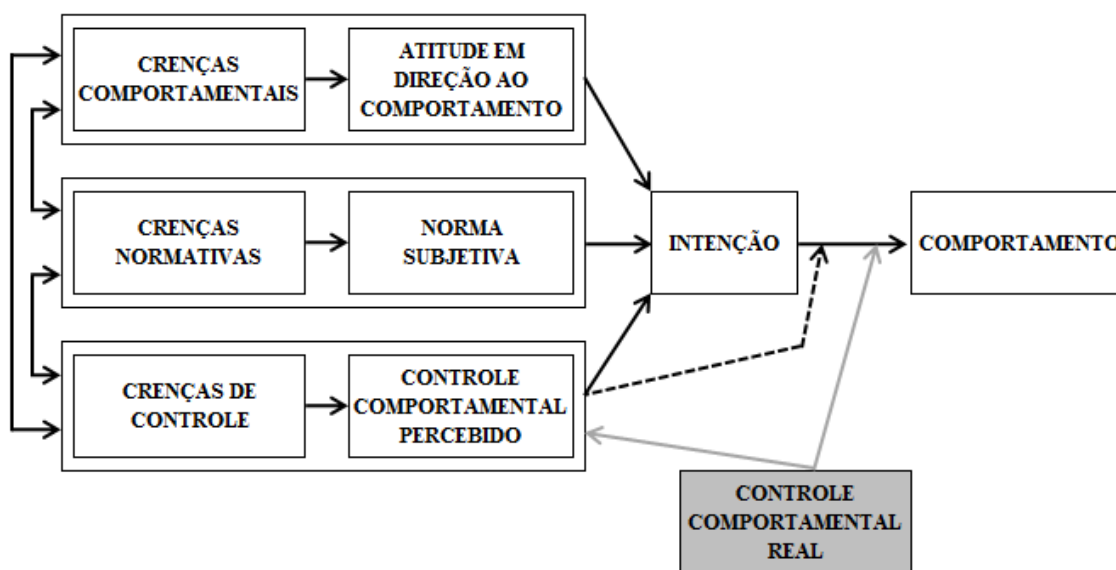 CRENÇAS
COMPORTAMENTAIS
ATITUDE EM
DIREÇÃO AO
COMPORTAMENTO
CRENÇAS
NORMATIVAS
NORMA
SUBJETIVA
INTENÇÃO
COMPORTAMENTO
CRENÇAS DE
CONTROLE
CONTROLE
COMPORTAMENTAL
PERCEBIDO
CONTROLE
COMPORTAMENTAL
REAL